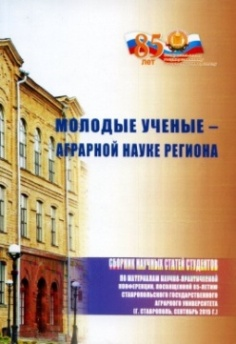 85
ЛЕТ
МОЛОДЫЕ УЧЕНЫЕ –
АГРАРНОЙ НАУКЕ РЕГИОНА
СБОРНИК НАУЧНЫХ СТАТЕЙ СТУДЕНТОВ
ПО МАТЕРИАЛАМ НАУЧНО-ПРАКТИЧЕСКОЙ
КОНФЕРЕНЦИИ, ПОСВЯЩЕННОЙ 85-ЛЕТИЮ
СТАВРОПОЛЬСКОГО ГОСУДАРСТВЕННОГО
АГРАРНОГО УНИВЕРСИТЕТА
(Г. СТАВРОПОЛЬ, СЕНТЯБРЬ 2015 Г.)